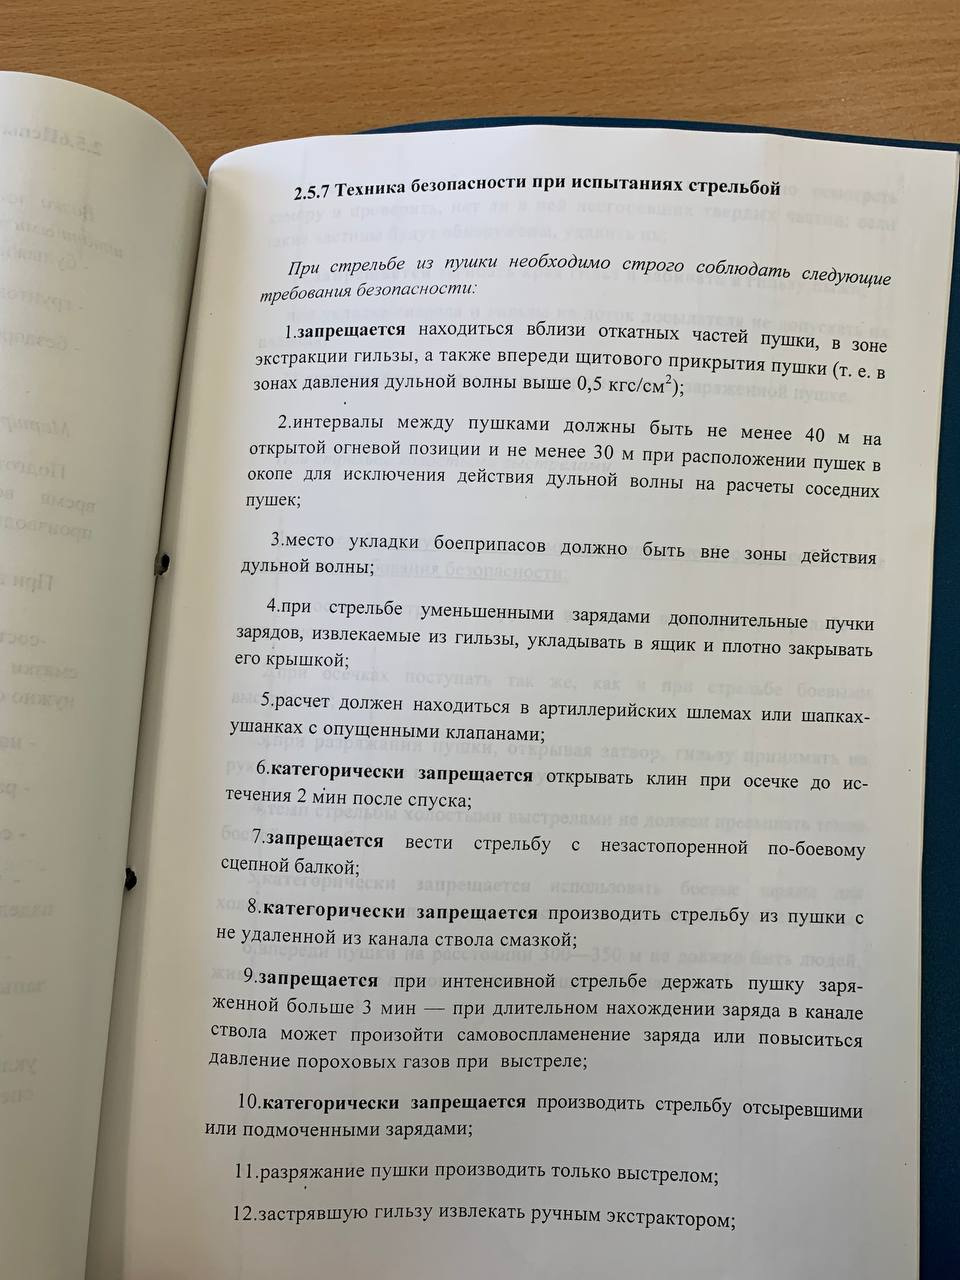 2.5.7 Техника безопасности при испытаниях стрельбой
При стрельбе из пушки необходимо строго соблюдать следующие
требования безопасности:
1.запрещается находиться вблизи откатных частей пушки, в зоне
экстракции гильзы, а также впереди щитового прикрытия пушки (т. е. в
зонах давления дульной волны выше 0,5 кгс/см²);
2.интервалы между пушками должны быть не менее 40 м на
открытой огневой позиции и не менее 30 м при расположении пушек в
окопе для исключения действия дульной волны на расчеты соседних
пушек;
3.место укладки боеприпасов должно быть вне зоны действия
дульной волны;
4.при стрельбе уменьшенными зарядами дополнительные пучки
зарядов, извлекаемые из гильзы, укладывать в ящик и плотно закрывать
его крышкой;
5.расчет должен находиться в артиллерийских шлемах или шапках-
ушанках с опущенными клапанами;
6.категорически запрещается открывать клин при осечке до ис-
течения 2 мин после спуска;
7.запрещается вести стрельбу с незастопоренной по-боевому
сцепной балкой;
8.категорически запрещается производить стрельбу из пушки с
не удаленной из канала ствола смазкой;
9.запрещается при интенсивной стрельбе держать пушку заря-
женной больше 3 мин — при длительном нахождении заряда в канале
ствола может произойти самовоспламенение заряда или повыситься
давление пороховых газов при выстреле;
10.категорически запрещается производить стрельбу отсыревшими
или подмоченными зарядами;
11.разряжание пушки производить только выстрелом;
12.застрявшую гильзу извлекать ручным экстрактором;